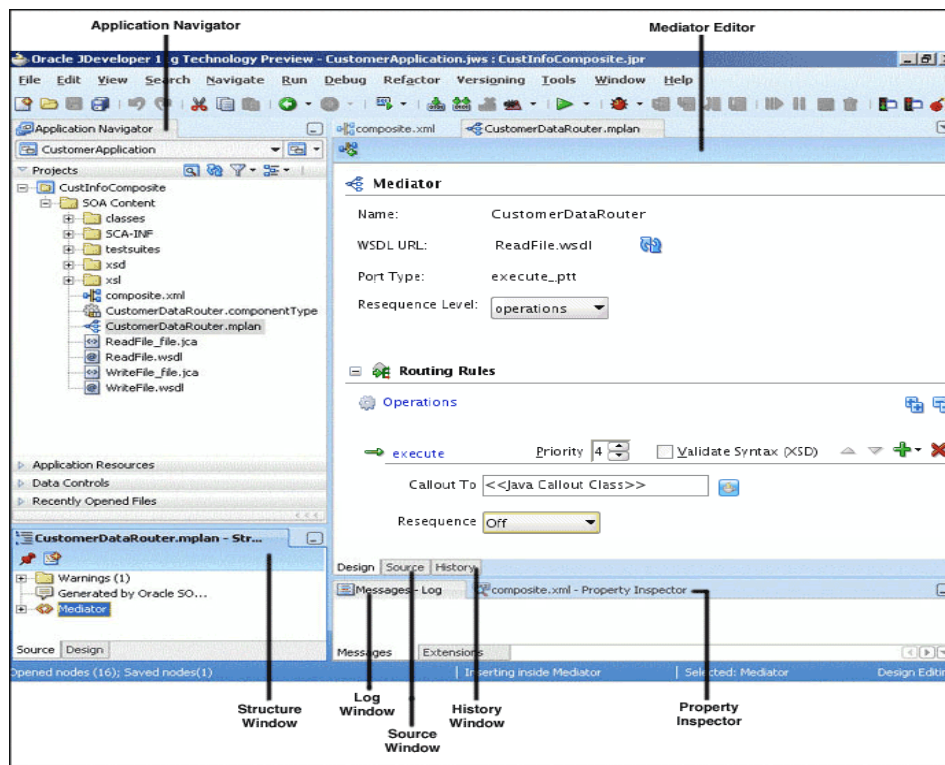 Application Navigator
Mediator Editor
Oracle JDeveloper 11g Technology Preview - CustomerApplication.jws : CustInfoComposite.jpr
File Edit View Search Navigate Run Debug Refactor Versioning Tools Window Help
Application Navigator
composite.xml
CustomerDataRouter.mplan
CustomerApplication
Projects
CustInfoComposite
SOA Content
classes
SCA-INF
testsuites
xsd
xsl
composite.xml
CustomerDataRouter.componentType
CustomerDataRouter.mplan
ReadFile_file.jca
ReadFile.wsdl
WriteFile_file.jca
WriteFile.wsdl
Application Resources
Data Controls
Recently Opened Files
Mediator
Name: CustomerDataRouter
WSDL URL: ReadFile.wsdl
Port Type: execute_ptt
Resequence Level: operations
Routing Rules
Operations
execute Priority 4 Validate Syntax (XSD)
Callout To <<Java Callout Class>>
Resequence Off
Design Source History
CustomerDataRouter.mplan - Str...
Warnings (1)
Generated by Oracle SO...
Mediator
Source Design
Messages - Log
composite.xml - Property Inspector
Messages Extensions
Opened nodes (16); Saved nodes(1)
Inserting inside Mediator
Selected: Mediator
Design Editin
Structure
Window
Log
Window
Source
Window
History
Window
Property
Inspector